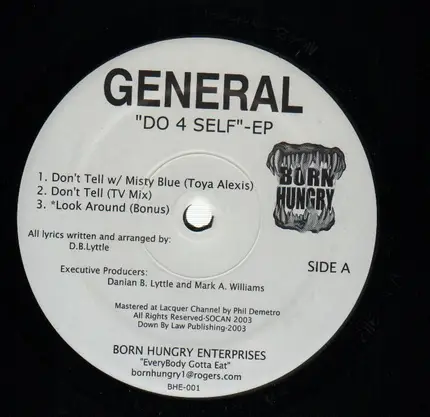 GENERAL
"DO 4 SELF"-EP
1. Don't Tell w/ Misty Blue (Toya Alexis)
2. Don't Tell (TV Mix)
3. *Look Around (Bonus)
BORN
HUNGRY
All lyrics written and arranged by:
D.B.Lyttle
SIDE A
Executive Producers:
Danian B. Lyttle and Mark A. Williams
Mastered at Lacquer Channel by Phil Demetro
All Rights Reserved-SOCAN 2003
Down By Law Publishing-2003
BORN HUNGRY ENTERPRISES
"EveryBody Gotta Eat"
bornhungry1@rogers.com
BHE-001